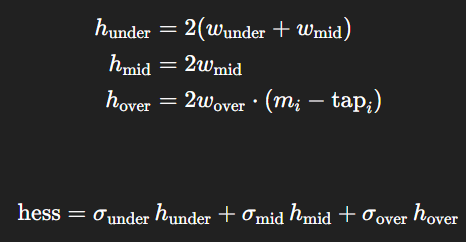 h_under = 2(w_under + w_mid)
h_mid = 2w_mid
h_over = 2w_over · (m_i − tap_i)
hess = σ_under h_under + σ_mid h_mid + σ_over h_over